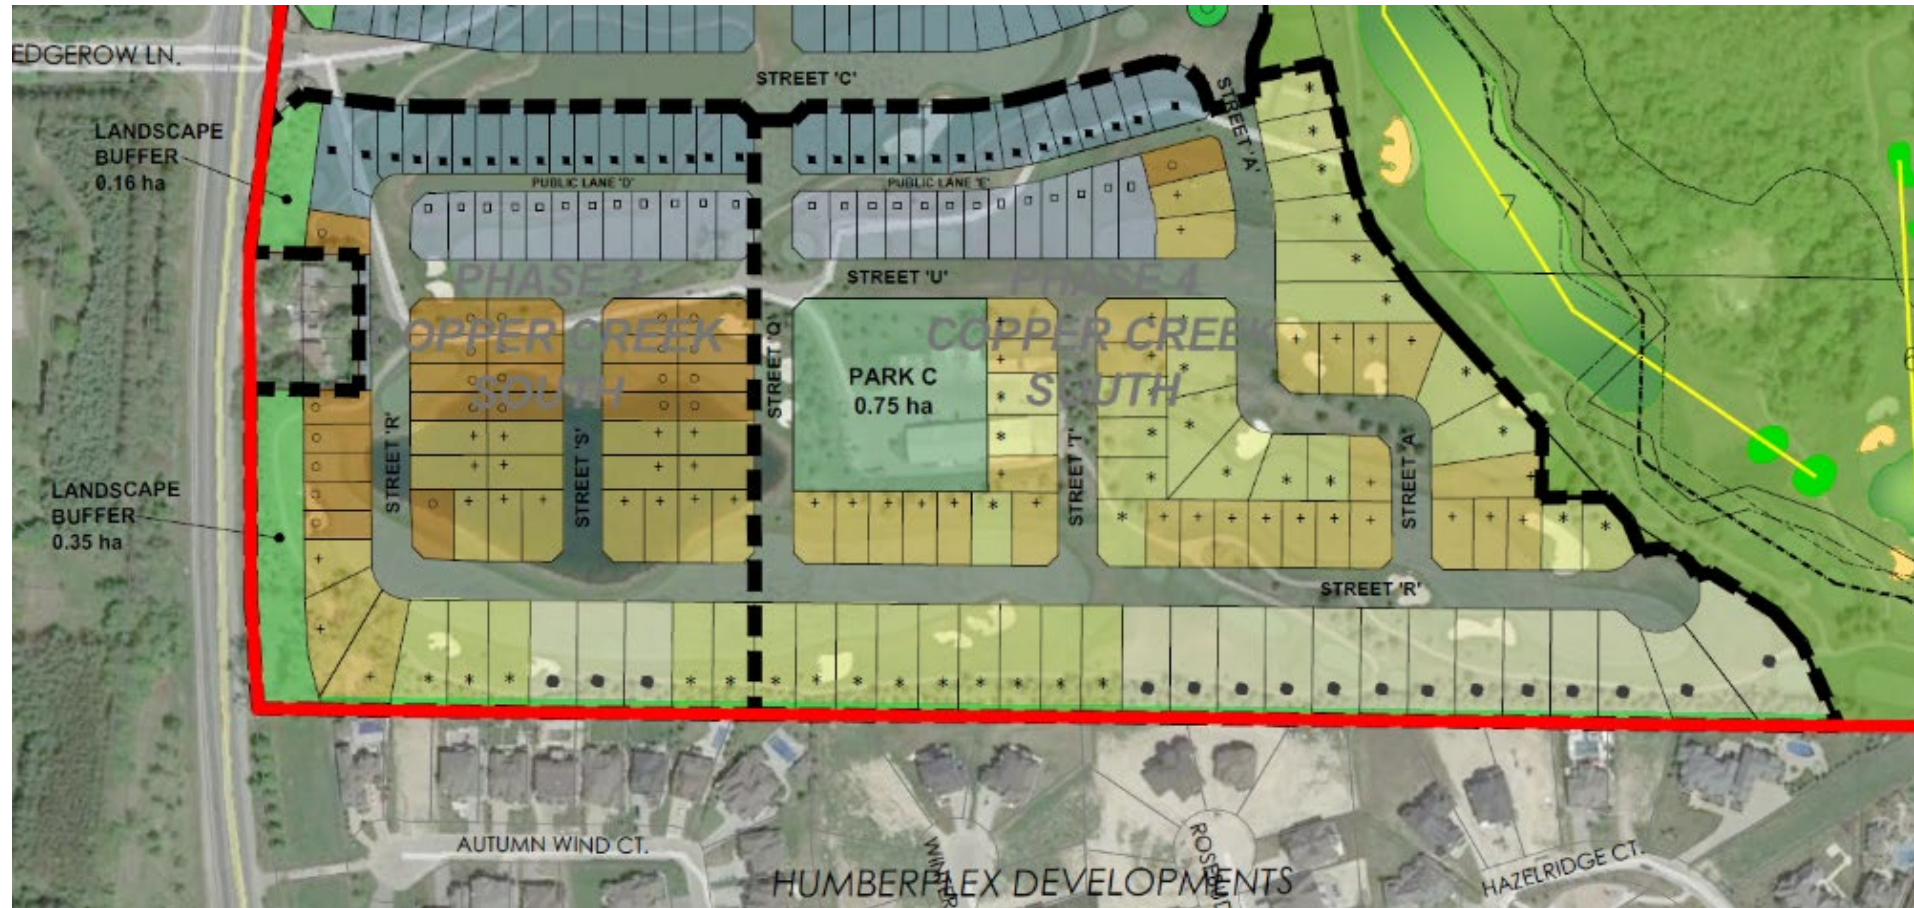 EDGEROW LN.
STREET 'C'
STREET 'A'
LANDSCAPE
BUFFER
0.16 ha
PUBLIC LANE 'D'
PUBLIC LANE 'E'
7
PHASE 3
COPPER CREEK
SOUTH
STREET 'U'
PHASE 4
COPPER CREEK
SOUTH
STREET 'Q'
PARK C
0.75 ha
6
STREET 'R'
STREET 'S'
STREET 'T'
STREET 'A'
LANDSCAPE
BUFFER
0.35 ha
STREET 'R'
AUTUMN WIND CT.
HUMBERPLEX DEVELOPMENTS
HAZELRIDGE CT.